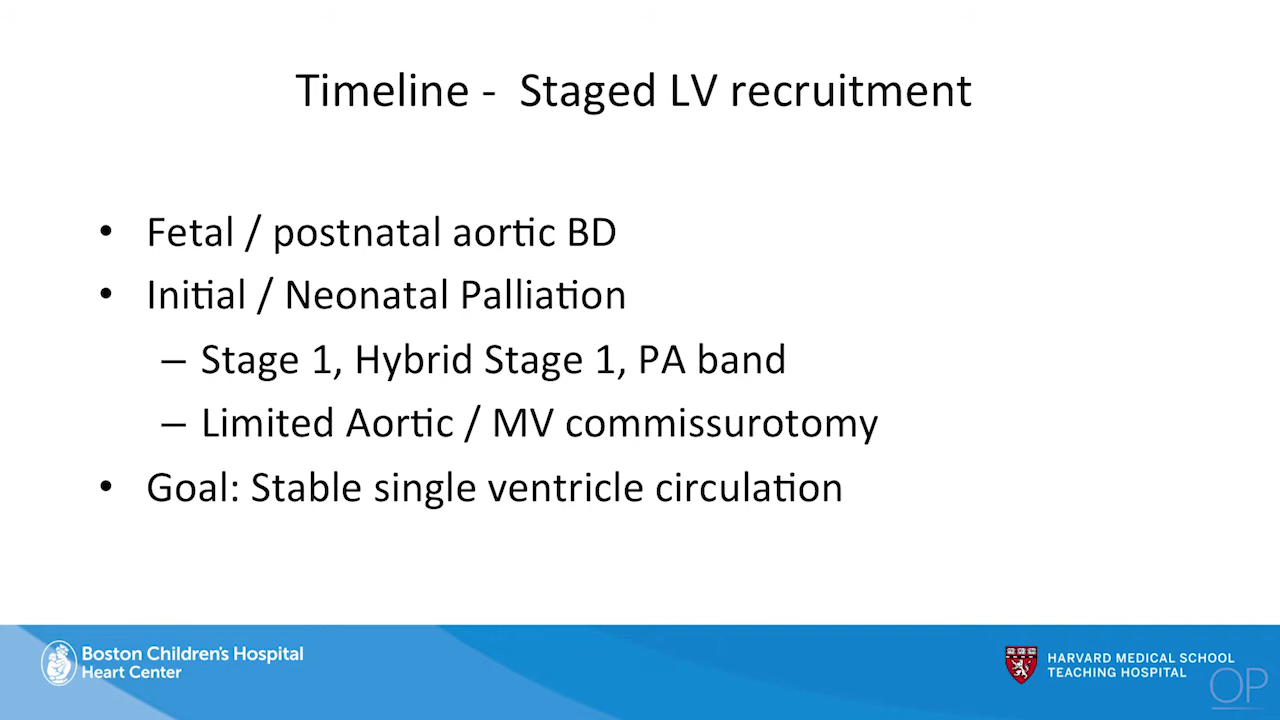 Timeline - Staged LV recruitment
• Fetal / postnatal aortic BD
• Initial / Neonatal Palliation
– Stage 1, Hybrid Stage 1, PA band
– Limited Aortic / MV commissurotomy
• Goal: Stable single ventricle circulation
Boston Children's Hospital
Heart Center
HARVARD MEDICAL SCHOOL
TEACHING HOSPITAL
OP